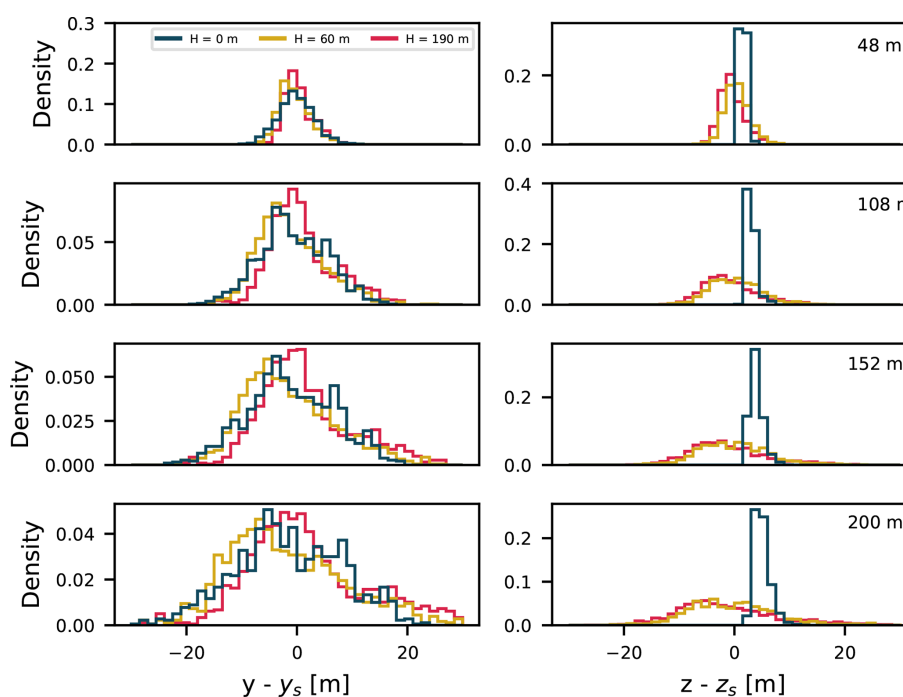 H = 0 m H = 60 m H = 190 m
0.3
0.2
0.1
0.0
Density
48 m
0.2
0.0
0.05
0.00
Density
108 m
0.4
0.2
0.0
0.050
0.025
0.000
Density
152 m
0.2
0.0
0.04
0.02
0.00
Density
200 m
0.2
0.1
0.0
−20 0 20
y - yₛ [m]
−20 0 20
z - zₛ [m]